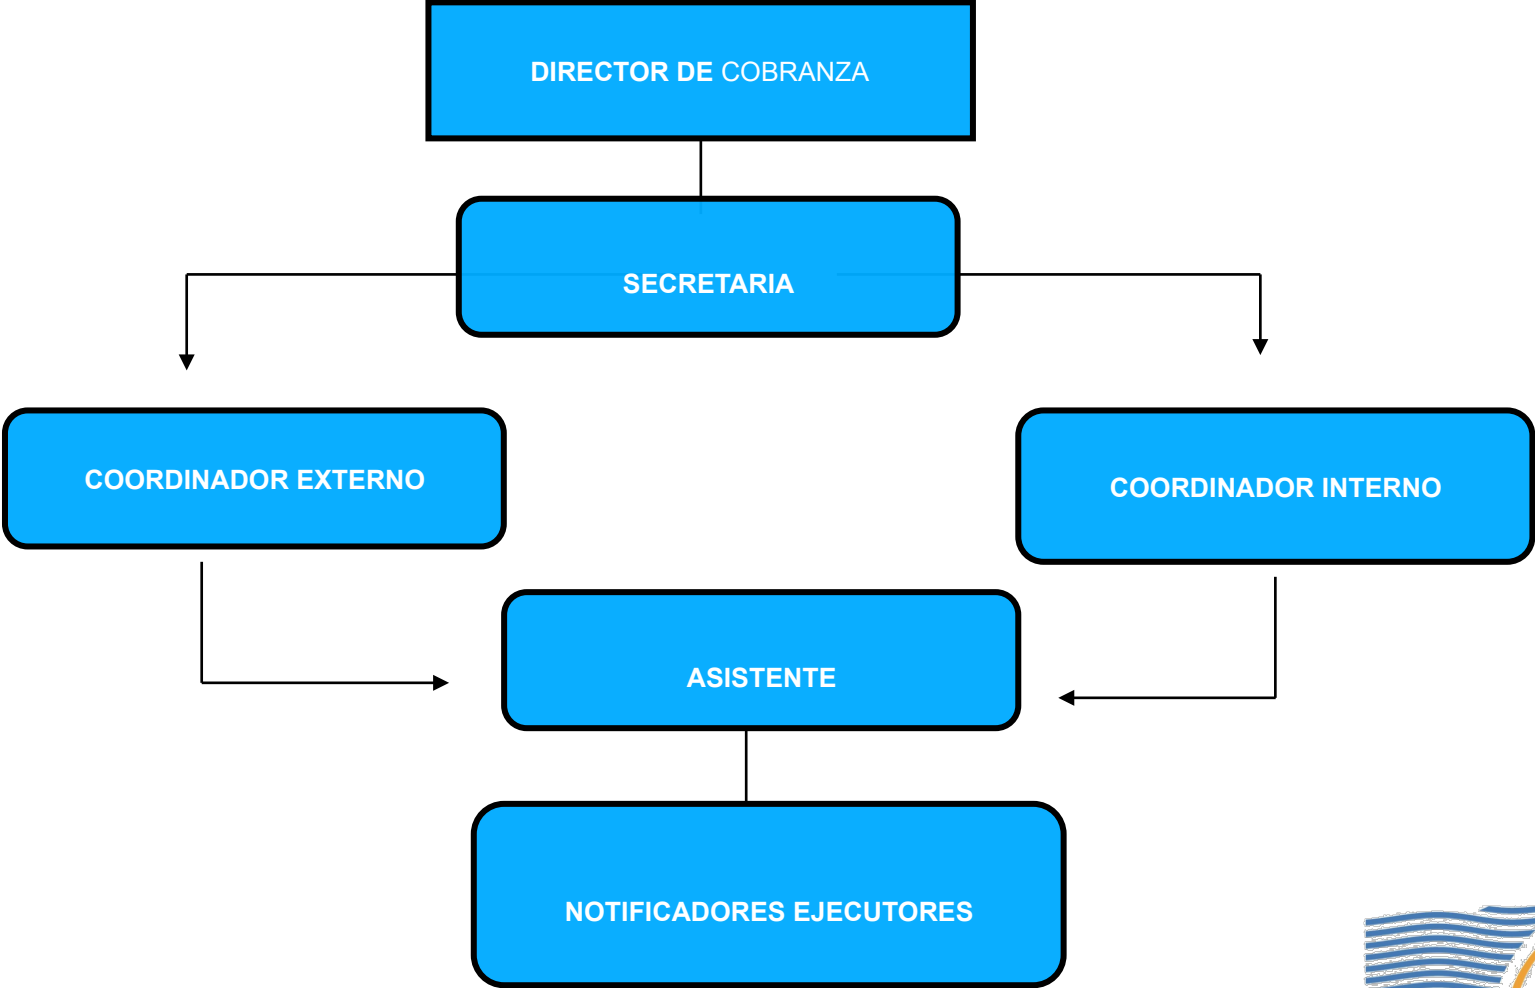 DIRECTOR DE COBRANZA
SECRETARIA
COORDINADOR EXTERNO
COORDINADOR INTERNO
ASISTENTE
NOTIFICADORES EJECUTORES